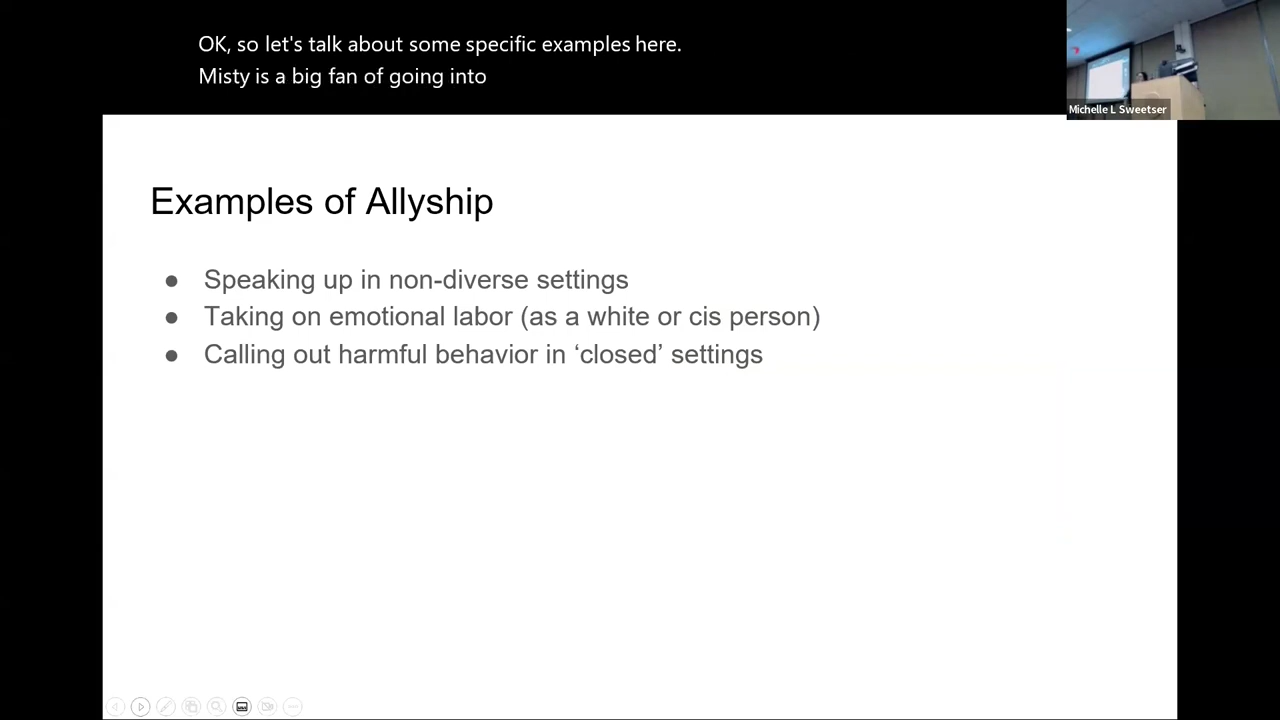 OK, so let's talk about some specific examples here.
Misty is a big fan of going into
Michelle L Sweetser
Examples of Allyship
● Speaking up in non-diverse settings
● Taking on emotional labor (as a white or cis person)
● Calling out harmful behavior in ‘closed’ settings